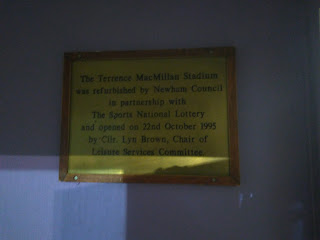 The Terrence MacMillan Stadium
was refurbished by Newham Council
in partnership with
The Sports National Lottery
and opened on 22nd October 1995
by Cllr. Lyn Brown, Chair of
Leisure Services Committee.